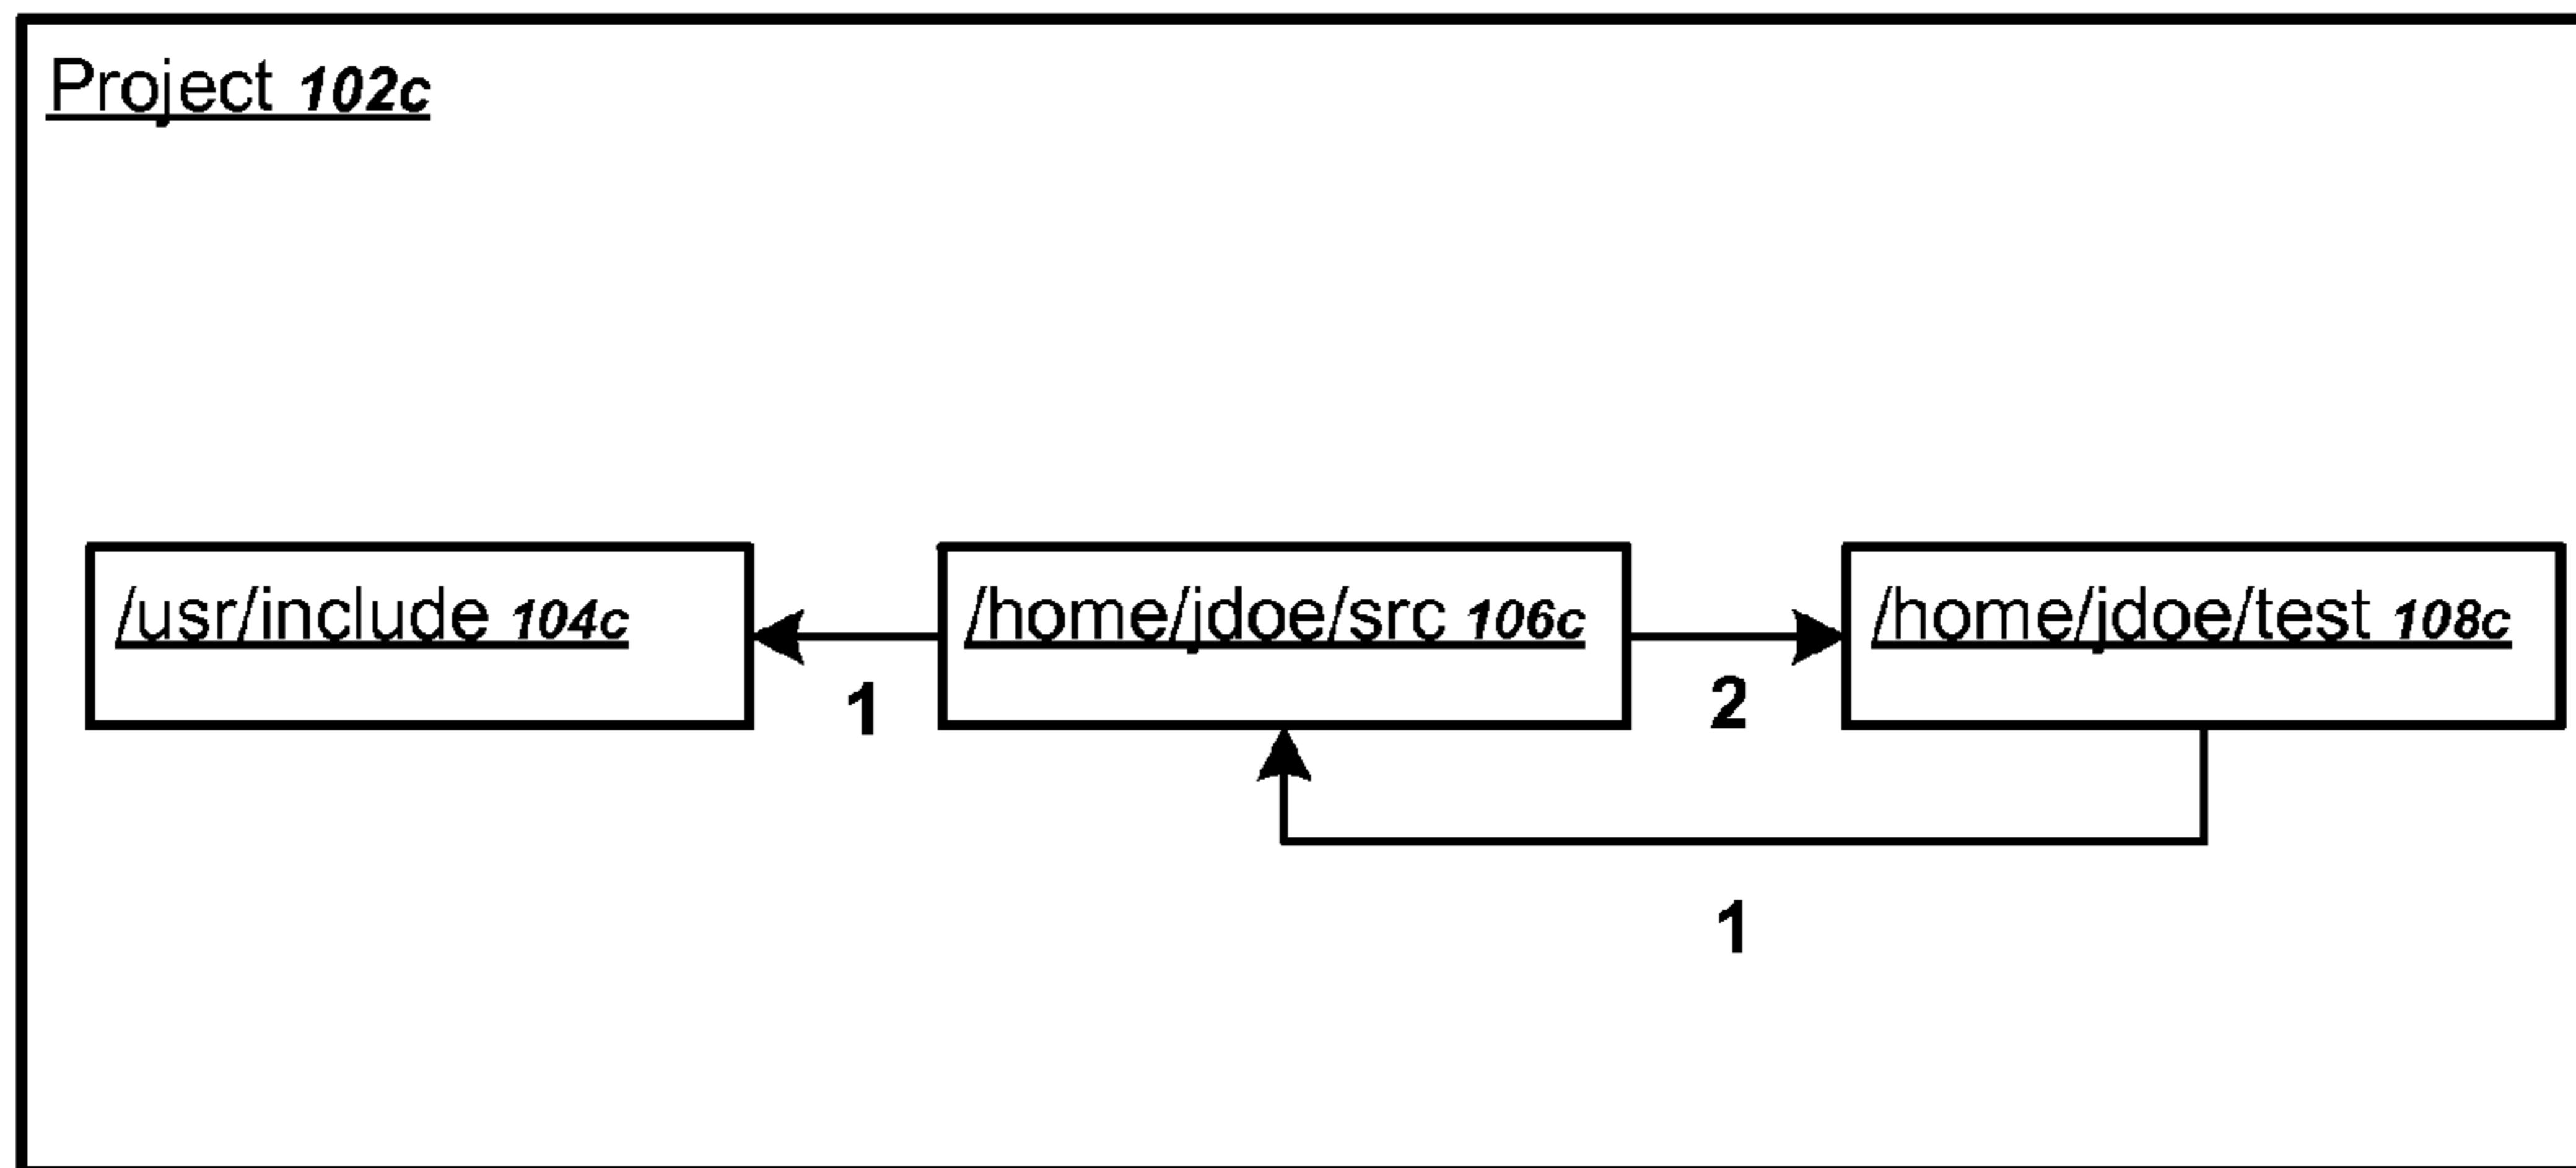 Project 102c
/usr/include 104c
/home/jdoe/src 106c
/home/jdoe/test 108c
1
2
1